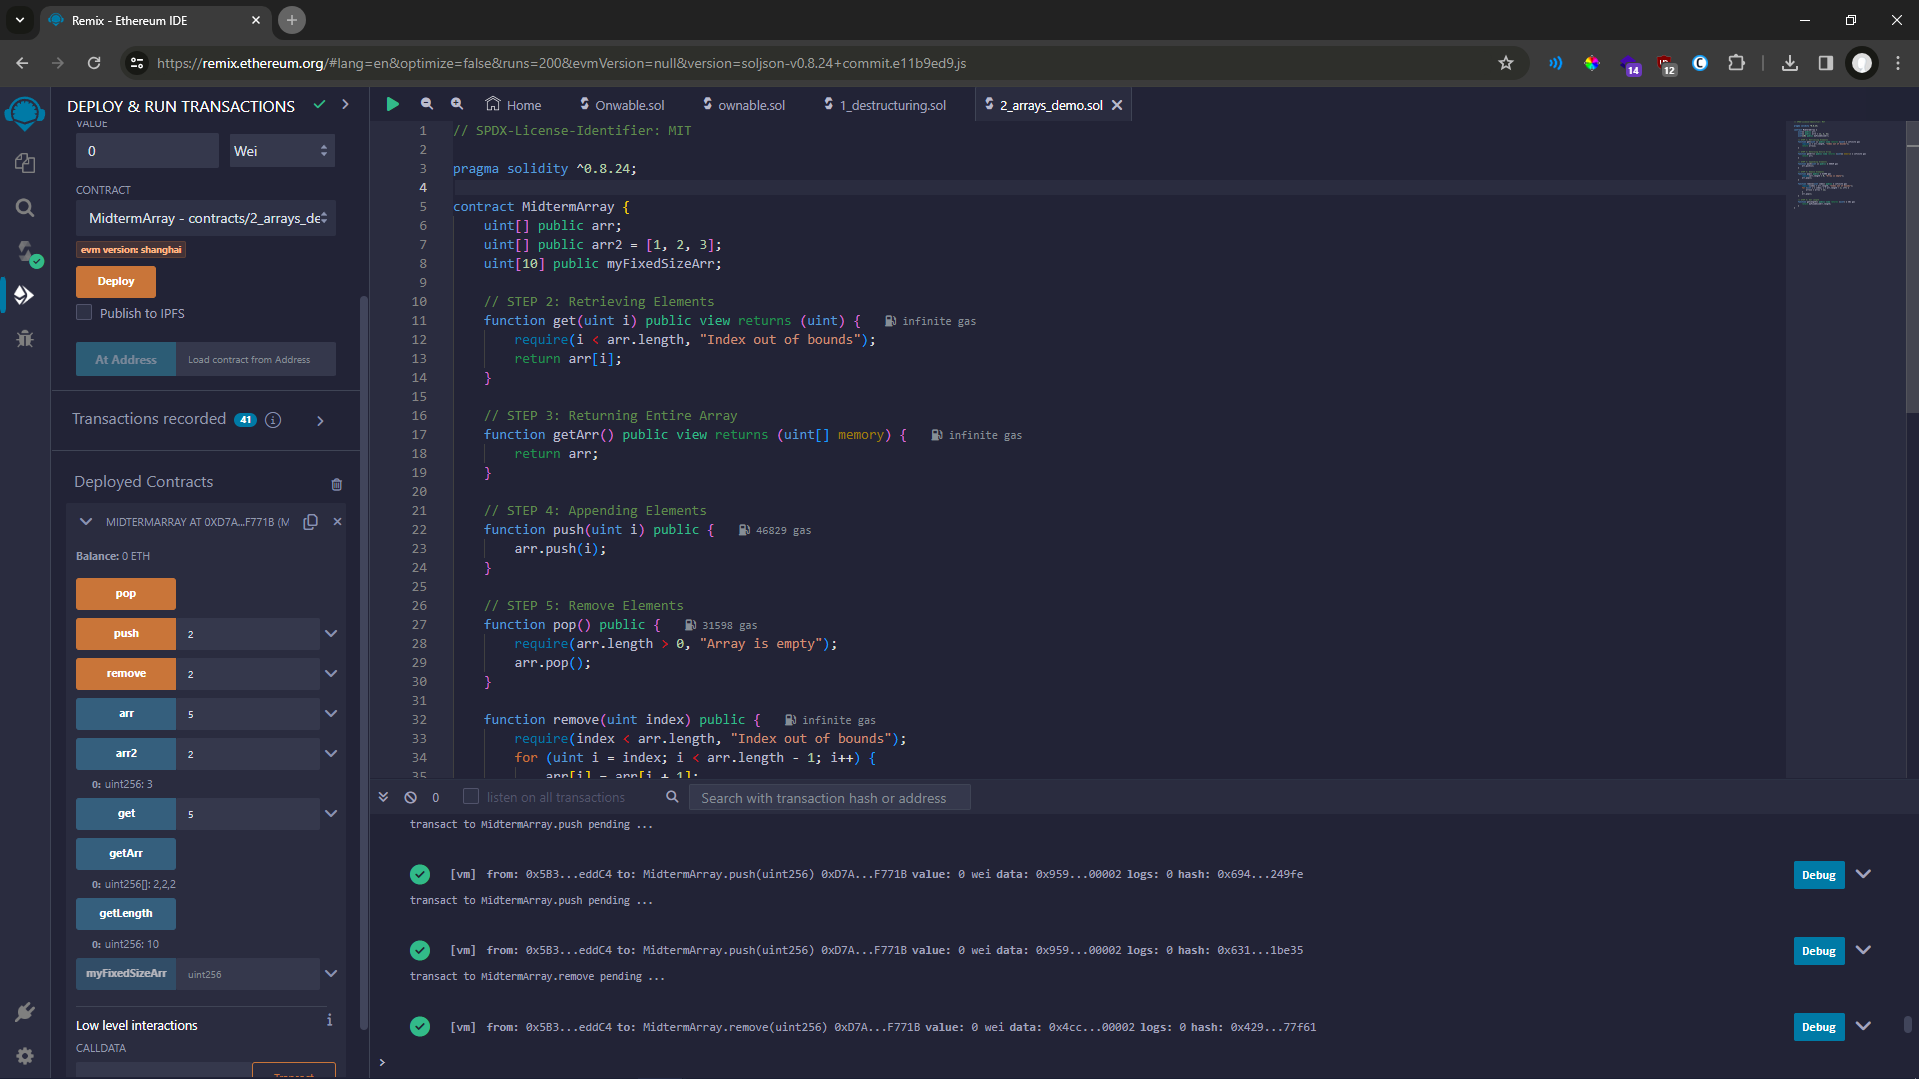 Remix - Ethereum IDE
https://remix.ethereum.org/#lang=en&optimize=false&runs=200&evmVersion=null&version=soljson-v0.8.24+commit.e11b9ed9.js
14
12
DEPLOY & RUN TRANSACTIONS
VALUE
0
Wei
CONTRACT
MidtermArray - contracts/2_arrays_de
evm version: shanghai
Deploy
Publish to IPFS
At Address
Load contract from Address
Transactions recorded 41
Deployed Contracts
MIDTERMARRAY AT 0XD7A...F771B (M
Balance: 0 ETH
pop
push 2
remove 2
arr 5
arr2 2
0: uint256: 3
get 5
getArr
0: uint256[]: 2,2,2
getLength
0: uint256: 10
myFixedSizeArr uint256
Low level interactions
CALLDATA
Transact
Home
Onwable.sol
ownable.sol
1_destructuring.sol
2_arrays_demo.sol
1 // SPDX-License-Identifier: MIT
2
3 pragma solidity ^0.8.24;
4
5 contract MidtermArray {
6 uint[] public arr;
7 uint[] public arr2 = [1, 2, 3];
8 uint[10] public myFixedSizeArr;
9
10 // STEP 2: Retrieving Elements
11 function get(uint i) public view returns (uint) { infinite gas
12 require(i < arr.length, "Index out of bounds");
13 return arr[i];
14 }
15
16 // STEP 3: Returning Entire Array
17 function getArr() public view returns (uint[] memory) { infinite gas
18 return arr;
19 }
20
21 // STEP 4: Appending Elements
22 function push(uint i) public { 46829 gas
23 arr.push(i);
24 }
25
26 // STEP 5: Remove Elements
27 function pop() public { 31598 gas
28 require(arr.length > 0, "Array is empty");
29 arr.pop();
30 }
31
32 function remove(uint index) public { infinite gas
33 require(index < arr.length, "Index out of bounds");
34 for (uint i = index; i < arr.length - 1; i++) {
35 arr[i] = arr[i + 1];
0
listen on all transactions
Search with transaction hash or address
transact to MidtermArray.push pending ...
[vm] from: 0x5B3...eddC4 to: MidtermArray.push(uint256) 0xD7A...F771B value: 0 wei data: 0x959...00002 logs: 0 hash: 0x694...249fe
Debug
transact to MidtermArray.push pending ...
[vm] from: 0x5B3...eddC4 to: MidtermArray.push(uint256) 0xD7A...F771B value: 0 wei data: 0x959...00002 logs: 0 hash: 0x631...1be35
Debug
transact to MidtermArray.remove pending ...
[vm] from: 0x5B3...eddC4 to: MidtermArray.remove(uint256) 0xD7A...F771B value: 0 wei data: 0x4cc...00002 logs: 0 hash: 0x429...77f61
Debug
>